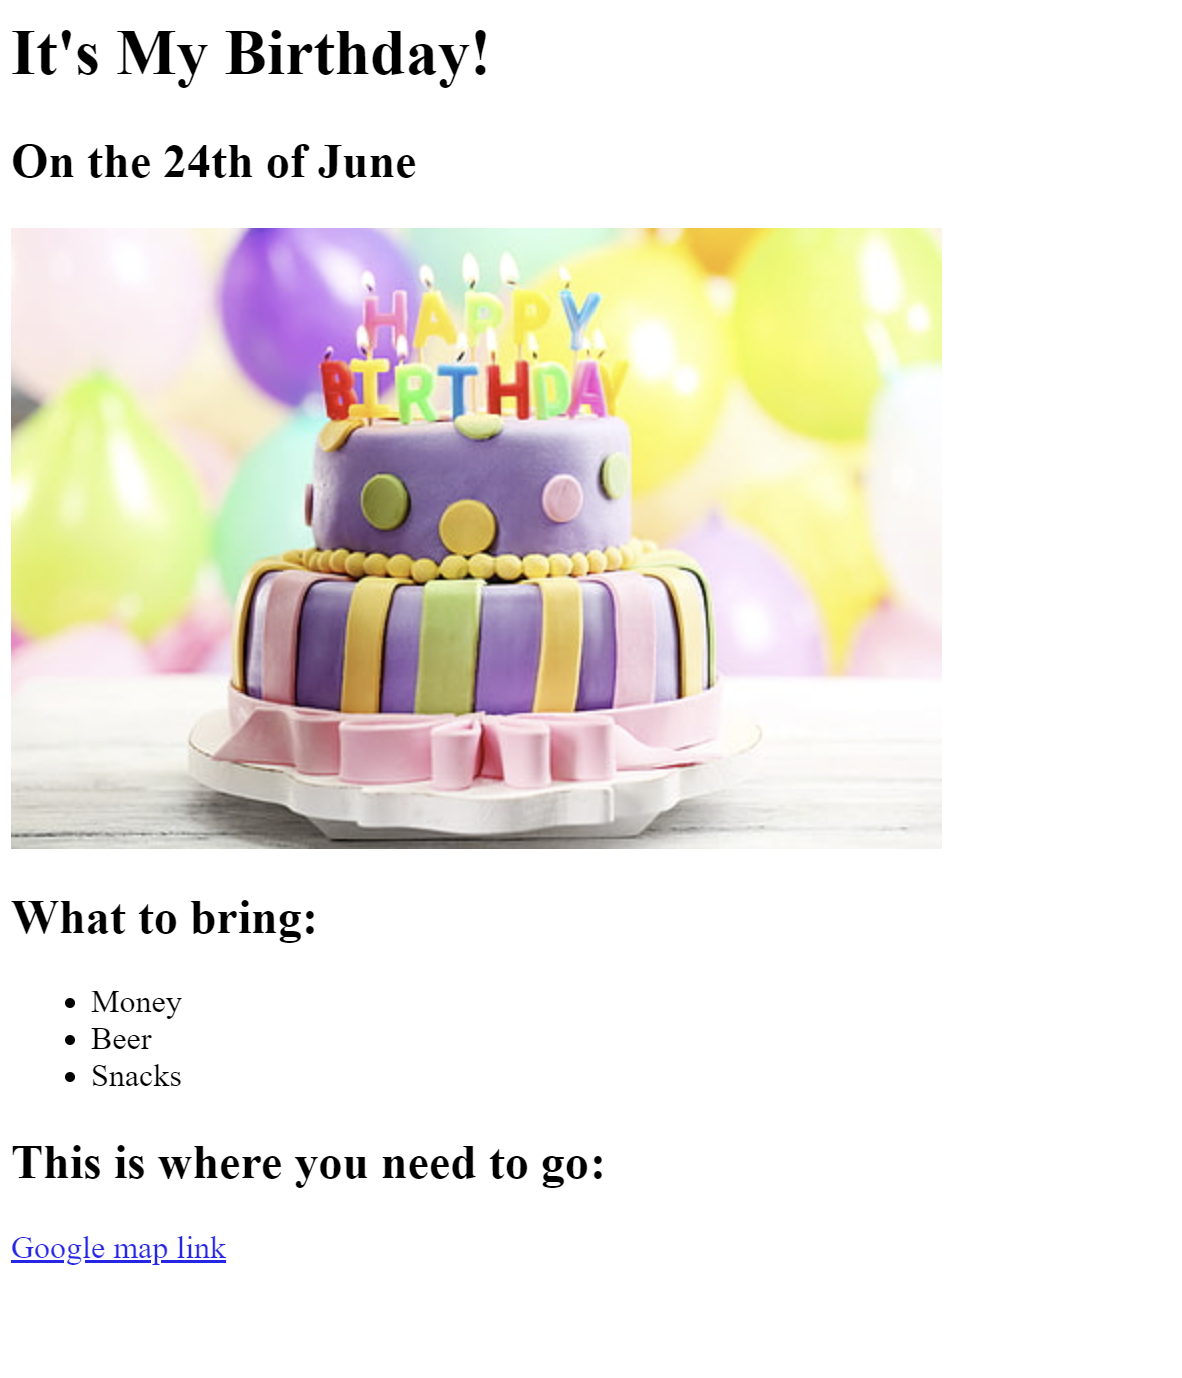 It's My Birthday!
On the 24th of June
HAPPY
BIRTHDAY
What to bring:
Money
Beer
Snacks
This is where you need to go:
Google map link